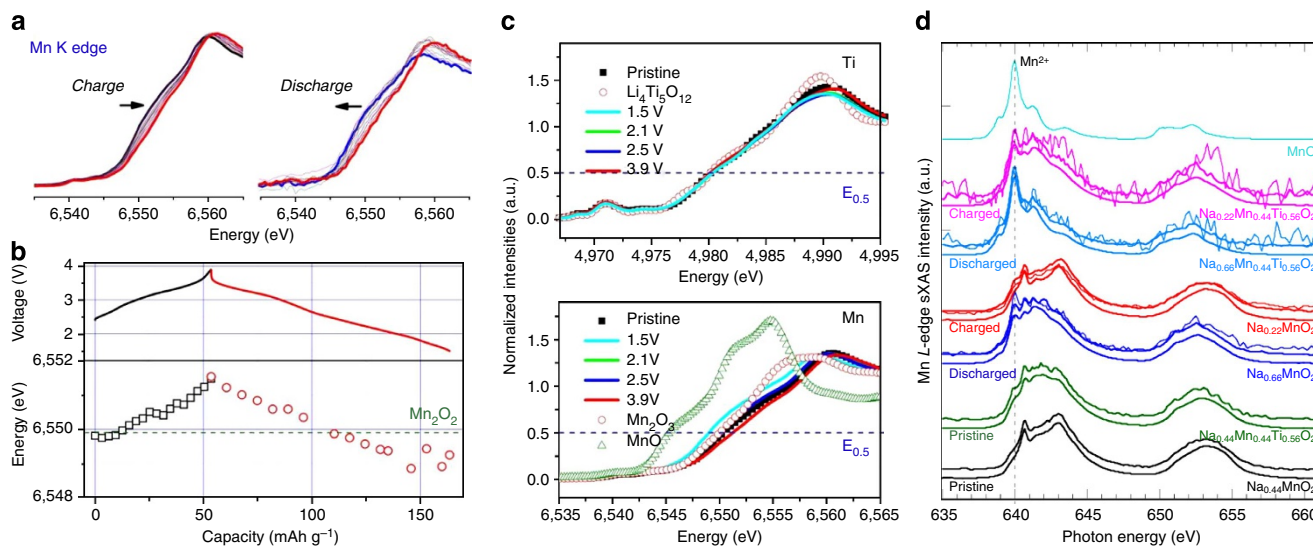 a
Mn K edge
Charge
Discharge
6,540 6,550 6,560
6,540 6,550 6,560
Energy (eV)
b
Voltage (V)
4
3
2
Energy (eV)
6,552
6,550
6,548
Mn₂O₂
0 50 100 150
Capacity (mAh g⁻¹)
c
Normalized intensities (a.u.)
Ti
Pristine
Li₄Ti₅O₁₂
1.5 V
2.1 V
2.5 V
3.9 V
E₀.₅
1.5
1.0
0.5
0.0
4,970 4,975 4,980 4,985 4,990 4,995
Energy (eV)
Mn
Pristine
1.5V
2.1V
2.5V
3.9V
Mn₂O₃
MnO
E₀.₅
1.5
1.0
0.5
0.0
6,535 6,540 6,545 6,550 6,555 6,560 6,565
Energy (eV)
d
Mn L-edge sXAS intensity (a.u.)
Mn²⁺
MnO
Charged Na₀.₂₂Mn₀.₄₄Ti₀.₅₆O₂
Discharged Na₀.₆₆Mn₀.₄₄Ti₀.₅₆O₂
Charged Na₀.₂₂MnO₂
Discharged Na₀.₆₆MnO₂
Pristine Na₀.₄₄Mn₀.₄₄Ti₀.₅₆O₂
Pristine Na₀.₄₄MnO₂
635 640 650 660
Photon energy (eV)